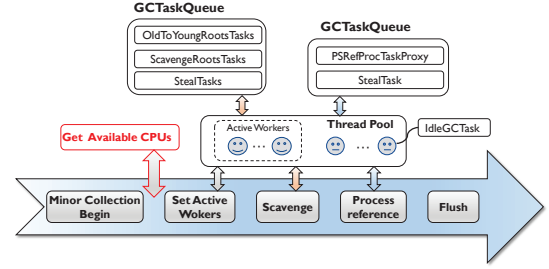 GCTaskQueue
GCTaskQueue
OldToYoungRootsTasks
ScavengeRootsTasks
StealTasks
PSRefProcTaskProxy
StealTask
Get Available CPUs
Active Workers
Thread Pool
IdleGCTask
Minor Collection
Begin
Set Active
Wokers
Scavenge
Process
reference
Flush